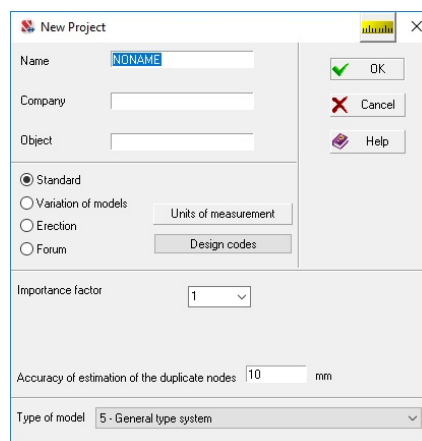 New Project
Name NONAME
OK
Company
Cancel
Object
Help
Standard
Variation of models
Units of measurement
Erection
Design codes
Forum
Importance factor 1
Accuracy of estimation of the duplicate nodes 10 mm
Type of model 5 - General type system